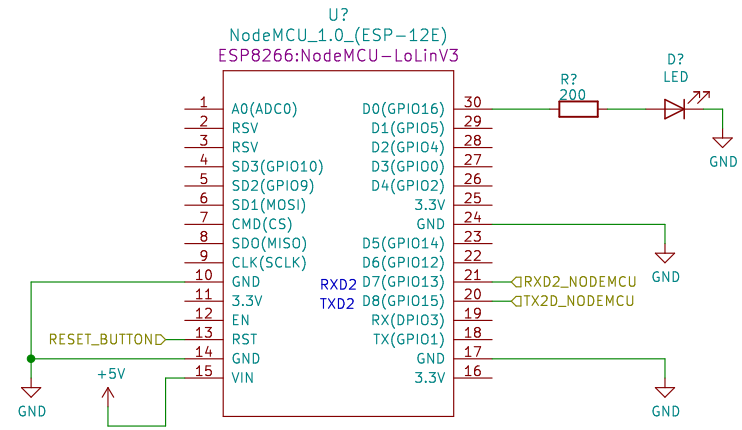 U?
NodeMCU_1.0_(ESP-12E)
ESP8266:NodeMCU-LoLinV3
D?
LED
R?
200
1 A0(ADC0) D0(GPIO16) 30
2 RSV D1(GPIO5) 29
3 RSV D2(GPIO4) 28
4 SD3(GPIO10) D3(GPIO0) 27
5 SD2(GPIO9) D4(GPIO2) 26
6 SD1(MOSI) 3.3V 25
7 CMD(CS) GND 24
8 SDO(MISO) D5(GPIO14) 23
9 CLK(SCLK) D6(GPIO12) 22
10 GND RXD2 D7(GPIO13) 21 RXD2_NODEMCU
11 3.3V TXD2 D8(GPIO15) 20 TX2D_NODEMCU
12 EN RX(DPIO3) 19
RESET_BUTTON 13 RST TX(GPIO1) 18
14 GND GND 17
15 VIN 3.3V 16
+5V
GND
GND
GND
GND